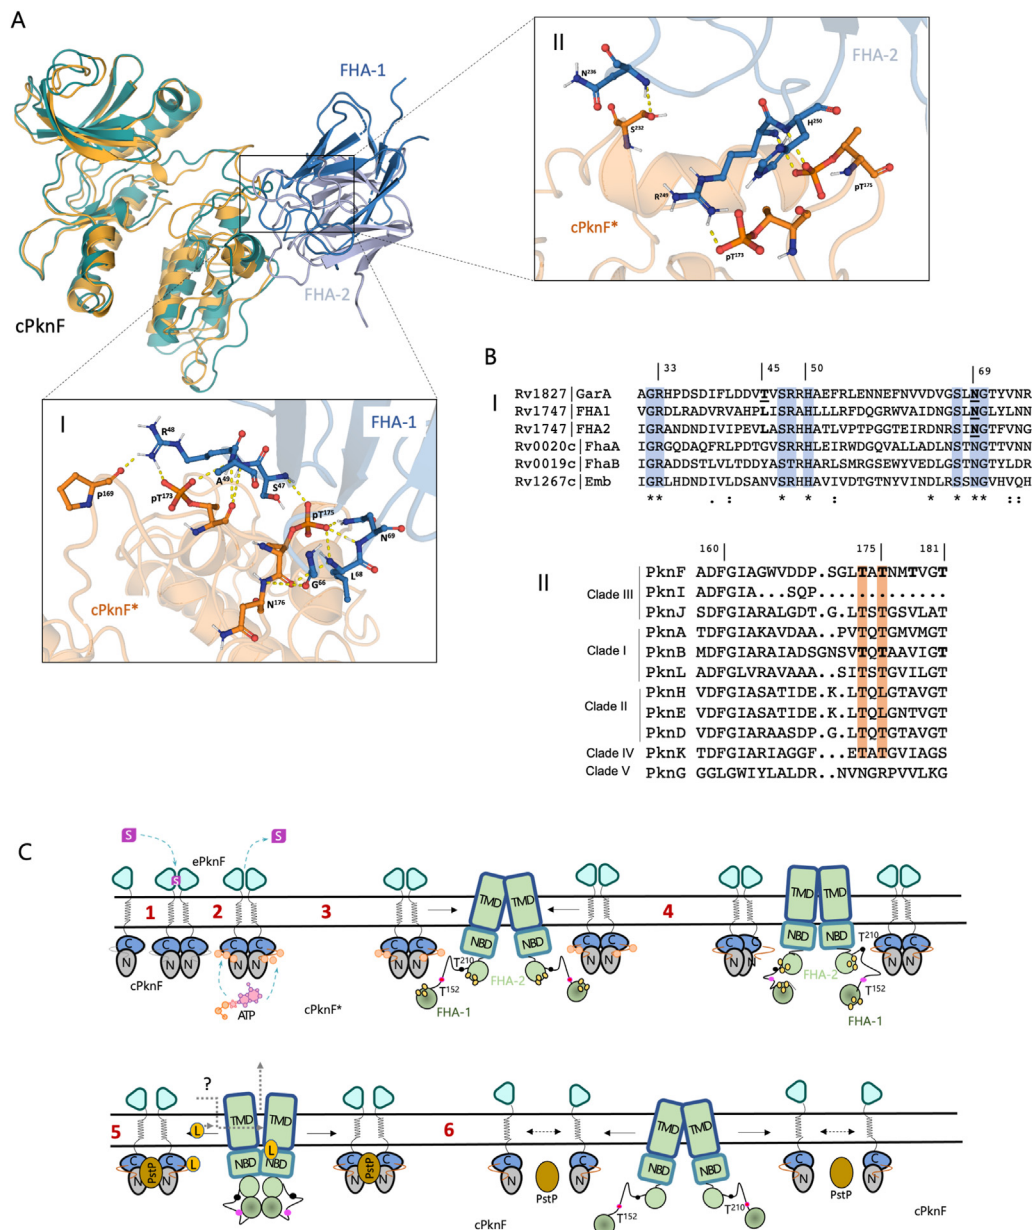 A
FHA-1
FHA-2
cPknF
II
FHA-2
N236
S232
H250
R249
pT175
pT173
cPknF*
I
FHA-1
R48
P169
pT173
A49
S47
pT175
N69
L68
G66
N176
cPknF*
B
I
33 45 50 69
Rv1827|GarA AGRHPDSDIFLDDVTVSRRHAEFRLENNEFNVVDVGSLNGTYVNR
Rv1747|FHA1 VGRDLRADVRVAHPLISRAHLLLRFDQGRWVAIDNGSLNGLYLNN
Rv1747|FHA2 IGRANDNDIVIPEVLASRHHATLVPTPGGTEIRDNRSINGTFVNG
Rv0020c|FhaA IGRGQDAQFRLPDTGVSRRHLEIRWDGQVALLADLNSTNGTTVNN
Rv0019c|FhaB IGRADDSTLVLTDDYASTRHARLSMRGSEWYVEDLGSTNGTYLDR
Rv1267c|Emb IGRLHDNDIVLDSANVSRHHAVIVDTGTNYVINDLRSSNGVHVQH
** . : ** * * *** : :
II
160 175 181
PknF ADFGIAGWVDDP.SGLTATNMTVGT
Clade III PknI ADFGIA...SQP.............
PknJ SDFGIARALGDT.GLTSTGSVLAT
PknA TDFGIAKAVDAA..PVTQTGMVMGT
Clade I PknB MDFGIARAIADSGNSVTQTAAVIGT
PknL ADFGLVRAVAAA..SITSTGVILGT
PknH VDFGIASATIDE.K.LTQLGTAVGT
Clade II PknE VDFGIASATIDE.K.LTQLGNTVGT
PknD VDFGIARAASDP.G.LTQTGTAVGT
Clade IV PknK TDFGIARIAGGF...ETATGVIAGS
Clade V PknG GGLGWIYLALDR..NVNGRPVVLKG
C
S
S
ePknF
S
1 2 3 4
TMD TMD TMD TMD
NBD NBD NBD NBD
C C C C C C
N N N N N N
cPknF
ATP
cPknF*
T210
FHA-2
T152
FHA-1
T210
FHA-2
T152
FHA-1
?
5 6
TMD TMD TMD TMD
L
L
L
NBD NBD NBD NBD
C C C C C C
N N N N N N
PstP
PstP
PstP
PstP
T152
T210
cPknF
cPknF